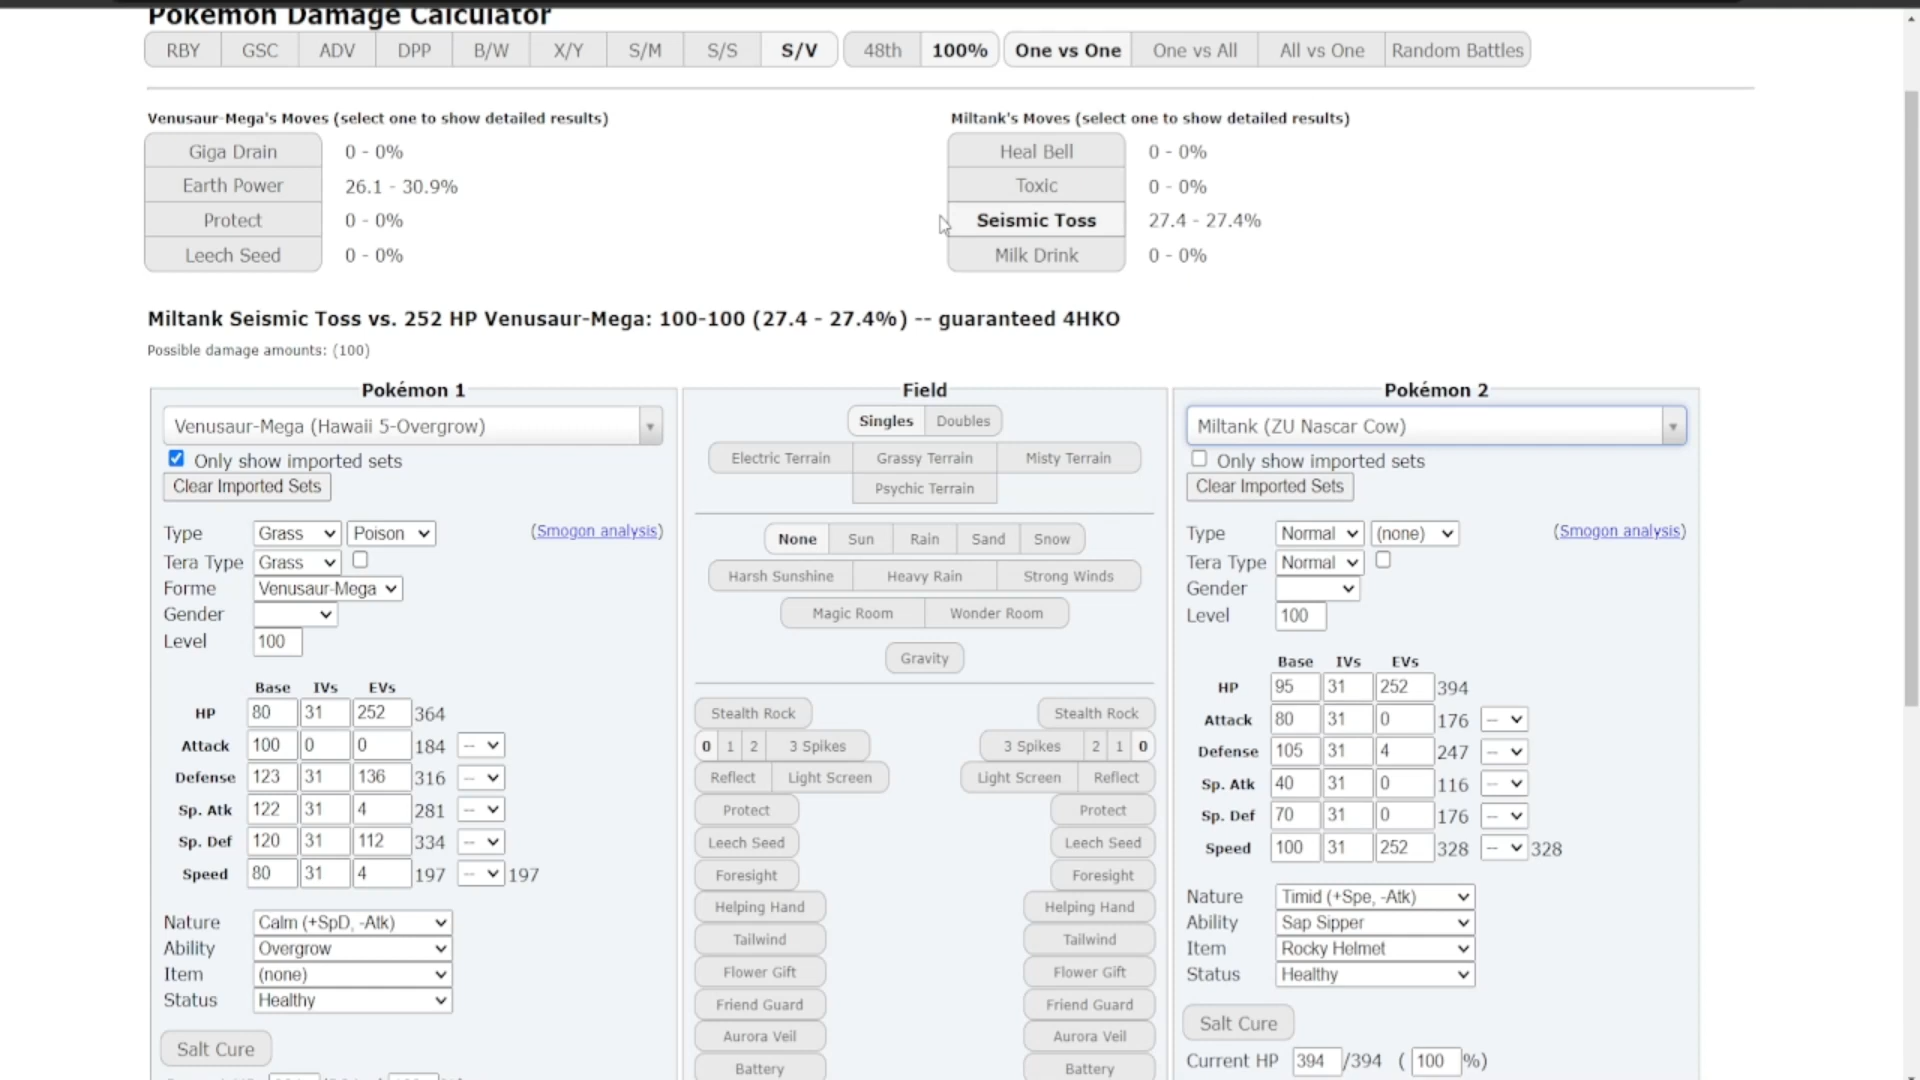 Pokémon Damage Calculator
RBY GSC ADV DPP B/W X/Y S/M S/S S/V 48th 100% One vs One One vs All All vs One Random Battles
Venusaur-Mega's Moves (select one to show detailed results)
Giga Drain 0 - 0%
Earth Power 26.1 - 30.9%
Protect 0 - 0%
Leech Seed 0 - 0%
Miltank's Moves (select one to show detailed results)
Heal Bell 0 - 0%
Toxic 0 - 0%
Seismic Toss 27.4 - 27.4%
Milk Drink 0 - 0%
Miltank Seismic Toss vs. 252 HP Venusaur-Mega: 100-100 (27.4 - 27.4%) -- guaranteed 4HKO
Possible damage amounts: (100)
Pokémon 1
Venusaur-Mega (Hawaii 5-Overgrow)
Only show imported sets
Clear Imported Sets
Type Grass Poison (Smogon analysis)
Tera Type Grass
Forme Venusaur-Mega
Gender
Level 100
Base IVs EVs
HP 80 31 252 364
Attack 100 0 0 184 --
Defense 123 31 136 316 --
Sp. Atk 122 31 4 281 --
Sp. Def 120 31 112 334 --
Speed 80 31 4 197 -- 197
Nature Calm (+SpD, -Atk)
Ability Overgrow
Item (none)
Status Healthy
Salt Cure
Field
Singles Doubles
Electric Terrain Grassy Terrain Misty Terrain
Psychic Terrain
None Sun Rain Sand Snow
Harsh Sunshine Heavy Rain Strong Winds
Magic Room Wonder Room
Gravity
Stealth Rock Stealth Rock
0 1 2 3 Spikes 3 Spikes 2 1 0
Reflect Light Screen Light Screen Reflect
Protect Protect
Leech Seed Leech Seed
Foresight Foresight
Helping Hand Helping Hand
Tailwind Tailwind
Flower Gift Flower Gift
Friend Guard Friend Guard
Aurora Veil Aurora Veil
Battery Battery
Pokémon 2
Miltank (ZU Nascar Cow)
Only show imported sets
Clear Imported Sets
Type Normal (none) (Smogon analysis)
Tera Type Normal
Gender
Level 100
Base IVs EVs
HP 95 31 252 394
Attack 80 31 0 176 --
Defense 105 31 4 247 --
Sp. Atk 40 31 0 116 --
Sp. Def 70 31 0 176 --
Speed 100 31 252 328 -- 328
Nature Timid (+Spe, -Atk)
Ability Sap Sipper
Item Rocky Helmet
Status Healthy
Salt Cure
Current HP 394 /394 ( 100 %)